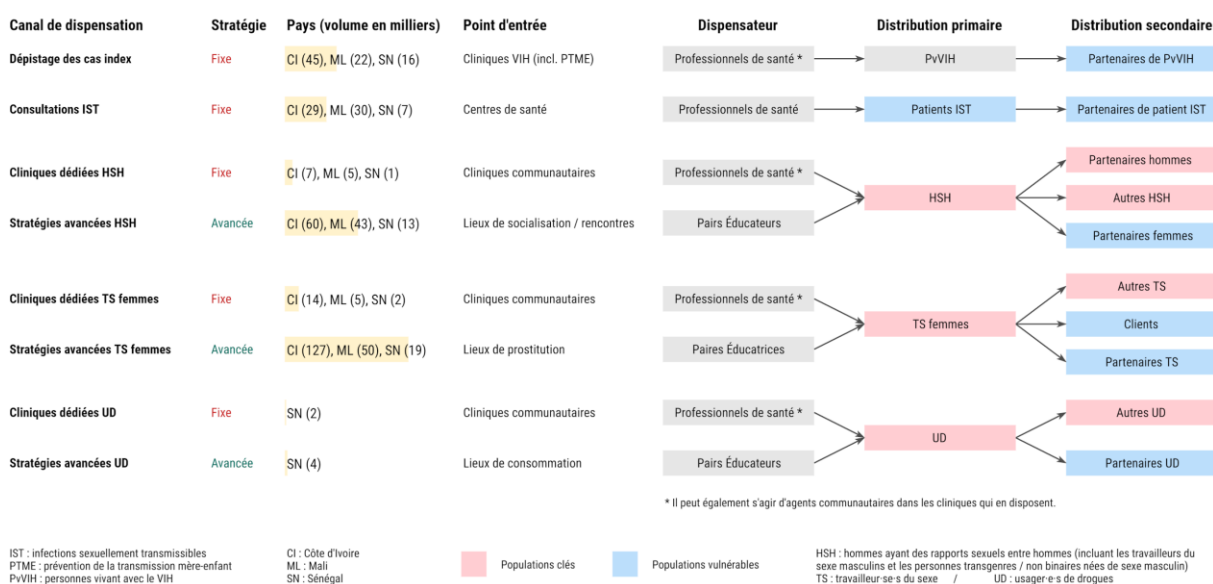 Canal de dispensation Stratégie Pays (volume en milliers) Point d'entrée Dispensateur Distribution primaire Distribution secondaire
Dépistage des cas index Fixe CI (45), ML (22), SN (16) Cliniques VIH (incl. PTME) Professionnels de santé * PvVIH Partenaires de PvVIH
Consultations IST Fixe CI (29), ML (30), SN (7) Centres de santé Professionnels de santé Patients IST Partenaires de patient IST
Partenaires hommes
Cliniques dédiées HSH Fixe CI (7), ML (5), SN (1) Cliniques communautaires Professionnels de santé *
HSH Autres HSH
Stratégies avancées HSH Avancée CI (60), ML (43), SN (13) Lieux de socialisation / rencontres Pairs Éducateurs
Partenaires femmes
Autres TS
Cliniques dédiées TS femmes Fixe CI (14), ML (5), SN (2) Cliniques communautaires Professionnels de santé *
TS femmes Clients
Stratégies avancées TS femmes Avancée CI (127), ML (50), SN (19) Lieux de prostitution Paires Éducatrices
Partenaires TS
Cliniques dédiées UD Fixe SN (2) Cliniques communautaires Professionnels de santé * Autres UD
UD
Stratégies avancées UD Avancée SN (4) Lieux de consommation Pairs Éducateurs Partenaires UD
* Il peut également s'agir d'agents communautaires dans les cliniques qui en disposent.
IST : infections sexuellement transmissibles
PTME : prévention de la transmission mère-enfant
PvVIH : personnes vivant avec le VIH
CI : Côte d'Ivoire
ML : Mali
SN : Sénégal
Populations clés
Populations vulnérables
HSH : hommes ayant des rapports sexuels entre hommes (incluant les travailleurs du
sexe masculins et les personnes transgenres / non binaires nées de sexe masculin)
TS : travailleur·se·s du sexe / UD : usager·e·s de drogues